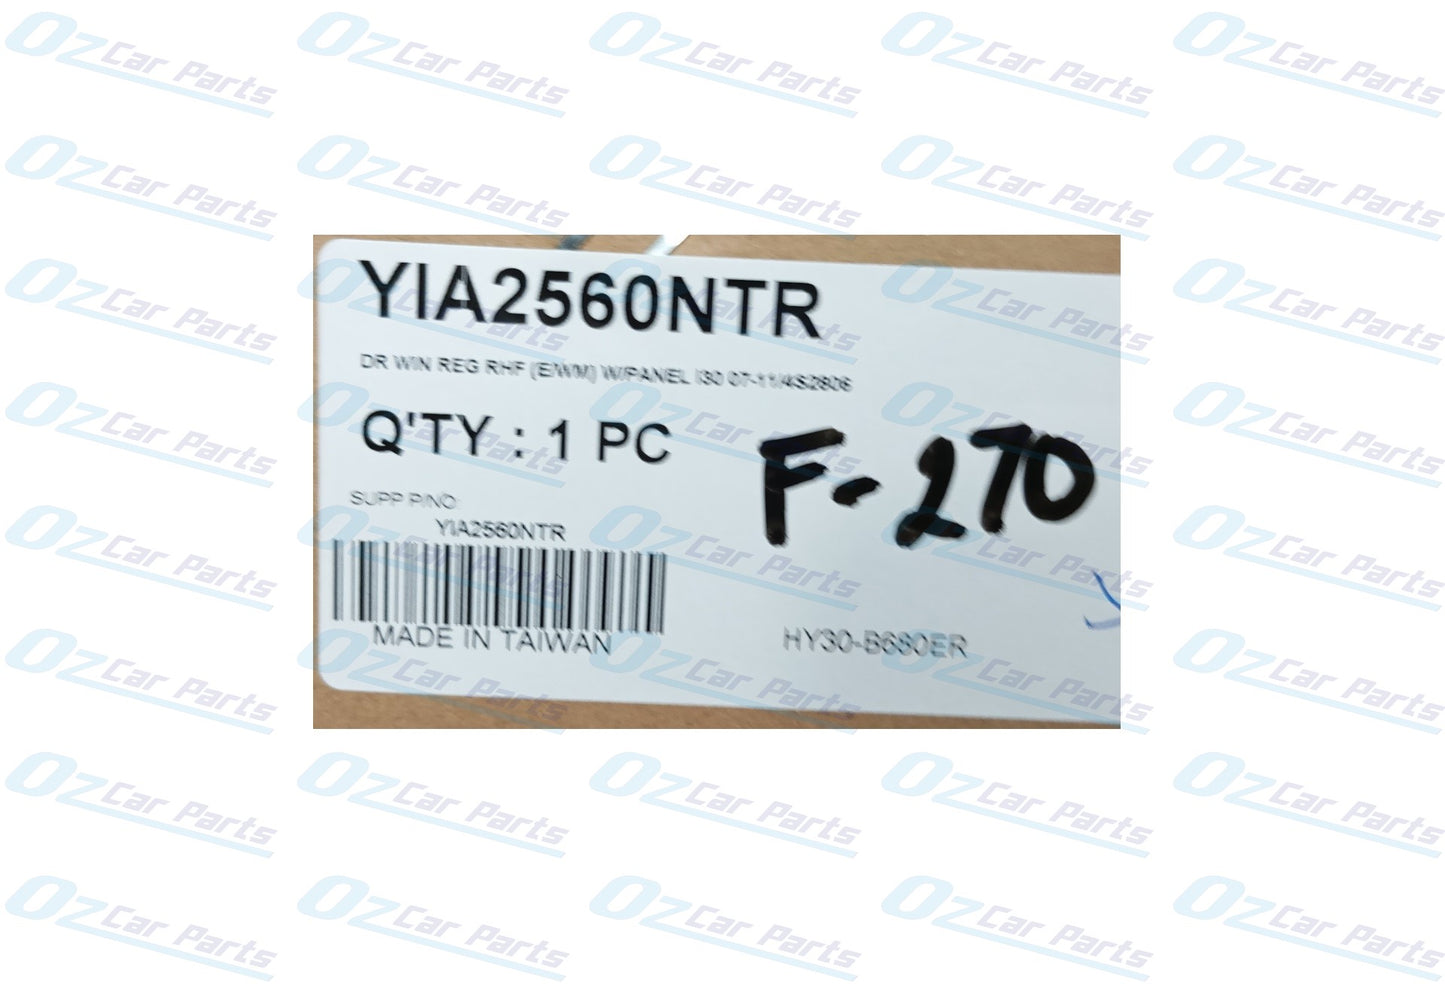 YIA2560NTR
DR WIN REG RHF (E/WM) W/PANEL I30 07-11/4S2806
Q'TY : 1 PC
F-270
SUPP P/NO
YIA2560NTR
MADE IN TAIWAN
HY30-B680ER
Oz Car Parts